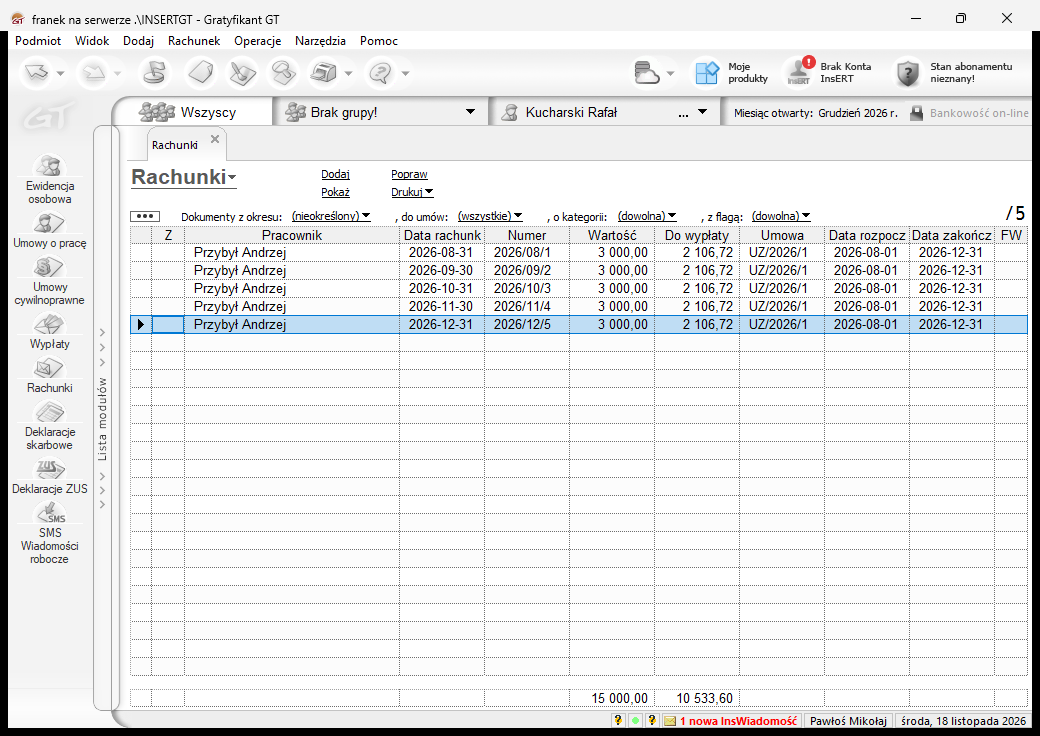 franek na serwerze .\INSERTGT - Gratyfikant GT
Podmiot Widok Dodaj Rachunek Operacje Narzędzia Pomoc
Moje produkty
Brak Konta InsERT
Stan abonamentu nieznany!
GT
Wszyscy
Brak grupy!
Kucharski Rafał ...
Miesiąc otwarty: Grudzień 2026 r.
Bankowość on-line
Ewidencja
osobowa
Umowy o pracę
Umowy
cywilnoprawne
Wypłaty
Rachunki
Deklaracje
skarbowe
ZUS
Deklaracje ZUS
SMS
SMS
Wiadomości
robocze
Lista modułów
Rachunki
Rachunki
Dodaj Popraw
Pokaż Drukuj
Dokumenty z okresu: (nieokreślony) , do umów: (wszystkie) , o kategorii: (dowolna) , z flagą: (dowolna) /5
Z Pracownik Data rachunk Numer Wartość Do wypłaty Umowa Data rozpocz Data zakończ FW
Przybył Andrzej 2026-08-31 2026/08/1 3 000,00 2 106,72 UZ/2026/1 2026-08-01 2026-12-31
Przybył Andrzej 2026-09-30 2026/09/2 3 000,00 2 106,72 UZ/2026/1 2026-08-01 2026-12-31
Przybył Andrzej 2026-10-31 2026/10/3 3 000,00 2 106,72 UZ/2026/1 2026-08-01 2026-12-31
Przybył Andrzej 2026-11-30 2026/11/4 3 000,00 2 106,72 UZ/2026/1 2026-08-01 2026-12-31
Przybył Andrzej 2026-12-31 2026/12/5 3 000,00 2 106,72 UZ/2026/1 2026-08-01 2026-12-31
15 000,00 10 533,60
1 nowa InsWiadomość Pawłoś Mikołaj środa, 18 listopada 2026